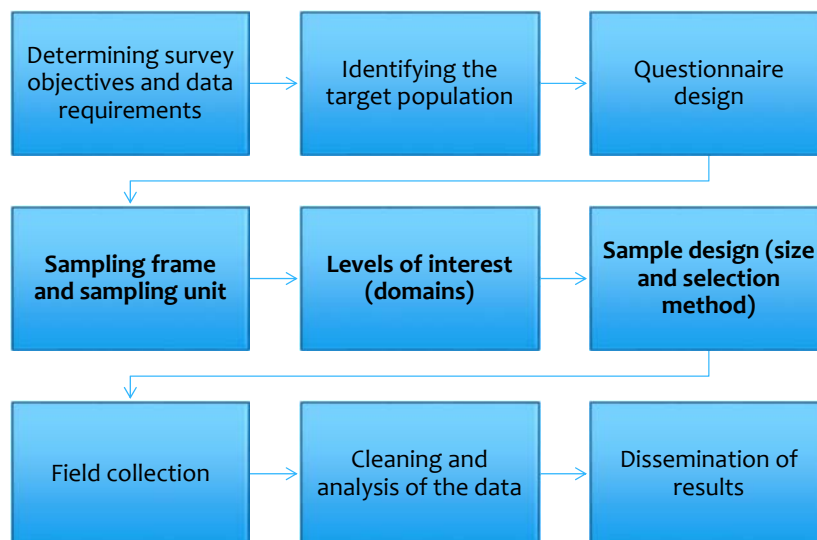 Determining survey
objectives and data
requirements
Identifying the
target population
Questionnaire
design
Sampling frame
and sampling unit
Levels of interest
(domains)
Sample design (size
and selection
method)
Field collection
Cleaning and
analysis of the data
Dissemination of
results